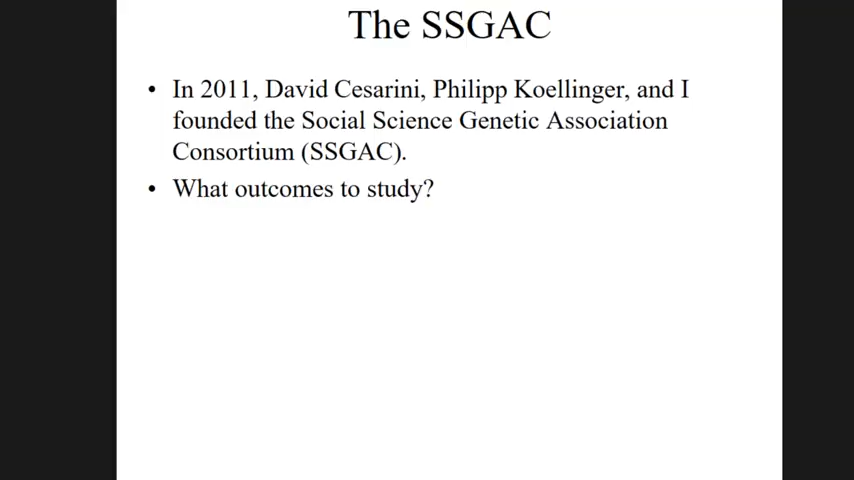 The SSGAC
• In 2011, David Cesarini, Philipp Koellinger, and I
founded the Social Science Genetic Association
Consortium (SSGAC).
• What outcomes to study?